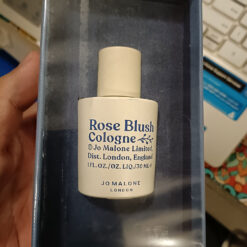 Rose Blush
Cologne
© Jo Malone Limited,
Dist. London, England
1 FL.OZ./OZ. LIQ./30 ML ℮
JO MALONE
LONDON